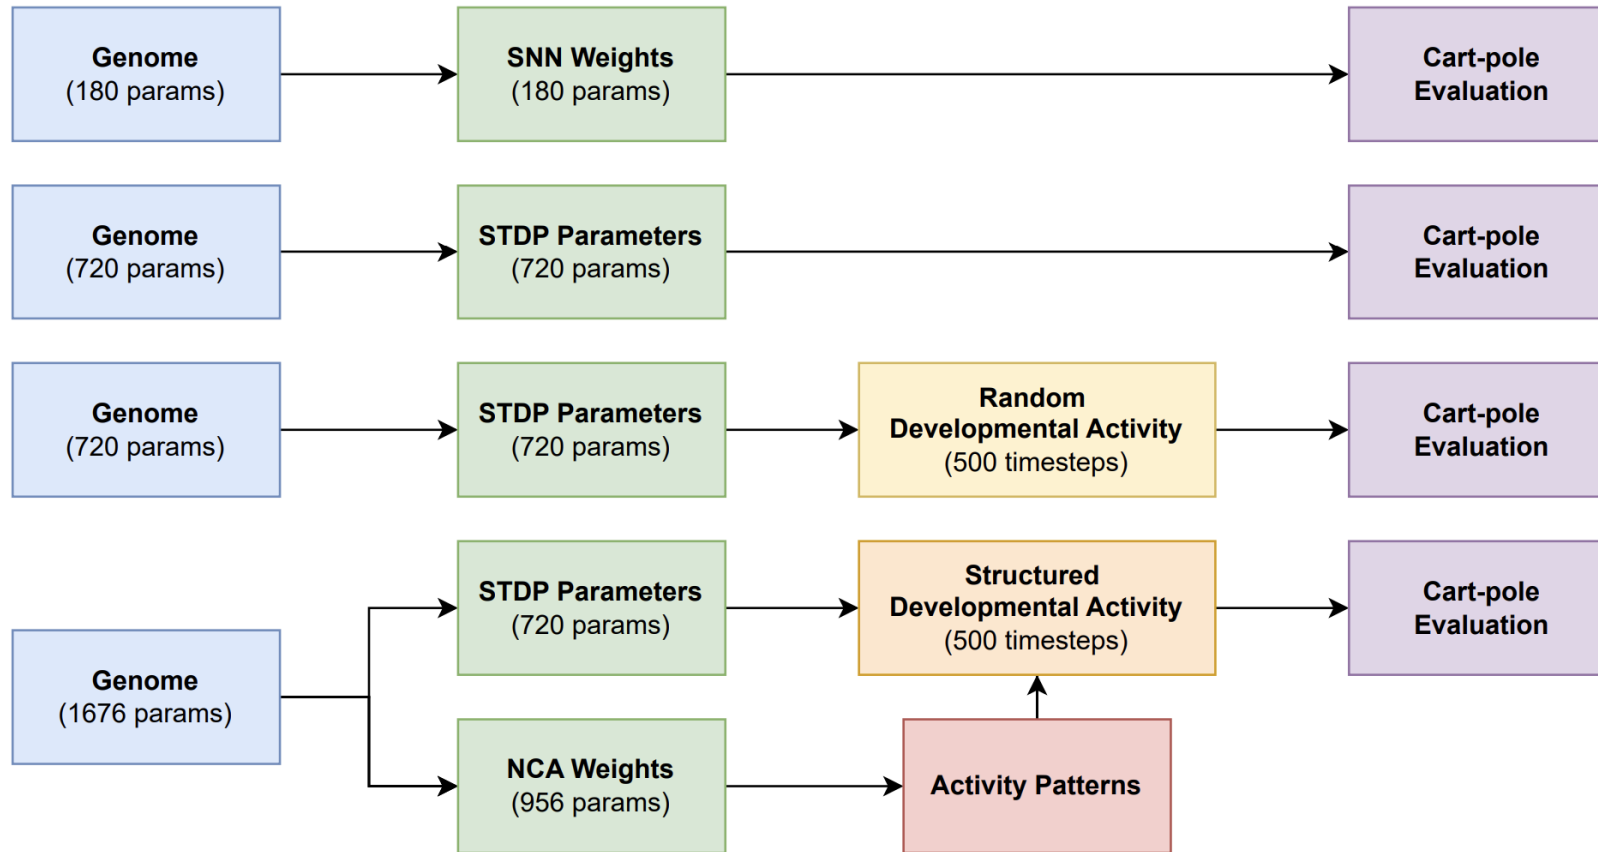 Genome
(180 params)
SNN Weights
(180 params)
Cart-pole
Evaluation
Genome
(720 params)
STDP Parameters
(720 params)
Cart-pole
Evaluation
Genome
(720 params)
STDP Parameters
(720 params)
Random
Developmental Activity
(500 timesteps)
Cart-pole
Evaluation
Genome
(1676 params)
STDP Parameters
(720 params)
Structured
Developmental Activity
(500 timesteps)
Cart-pole
Evaluation
NCA Weights
(956 params)
Activity Patterns